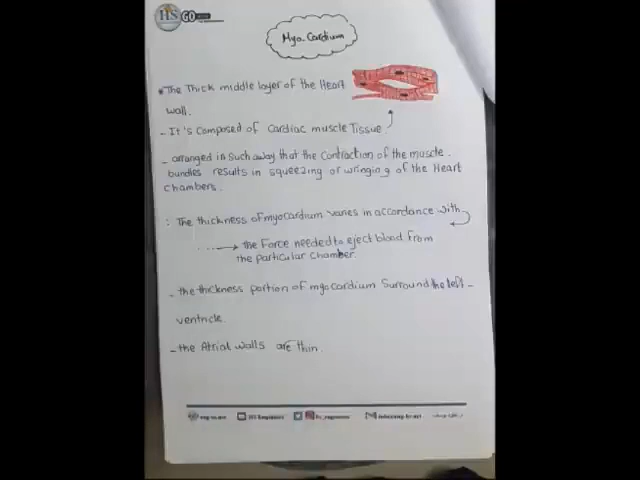 HS
GO
Myo-Cardium
The Thick middle layer of the Heart
wall.
- It's composed of cardiac muscle Tissue
- arranged in such away that the contraction of the muscle.
bundles results in squeezing or wringing of the Heart
chambers.
: The thickness of myocardium varies in accordance with
the Force needed to eject blood from
the particular chamber.
- the thickness portion of myocardium surround the left -
ventricle.
- the Atrial walls are thin.